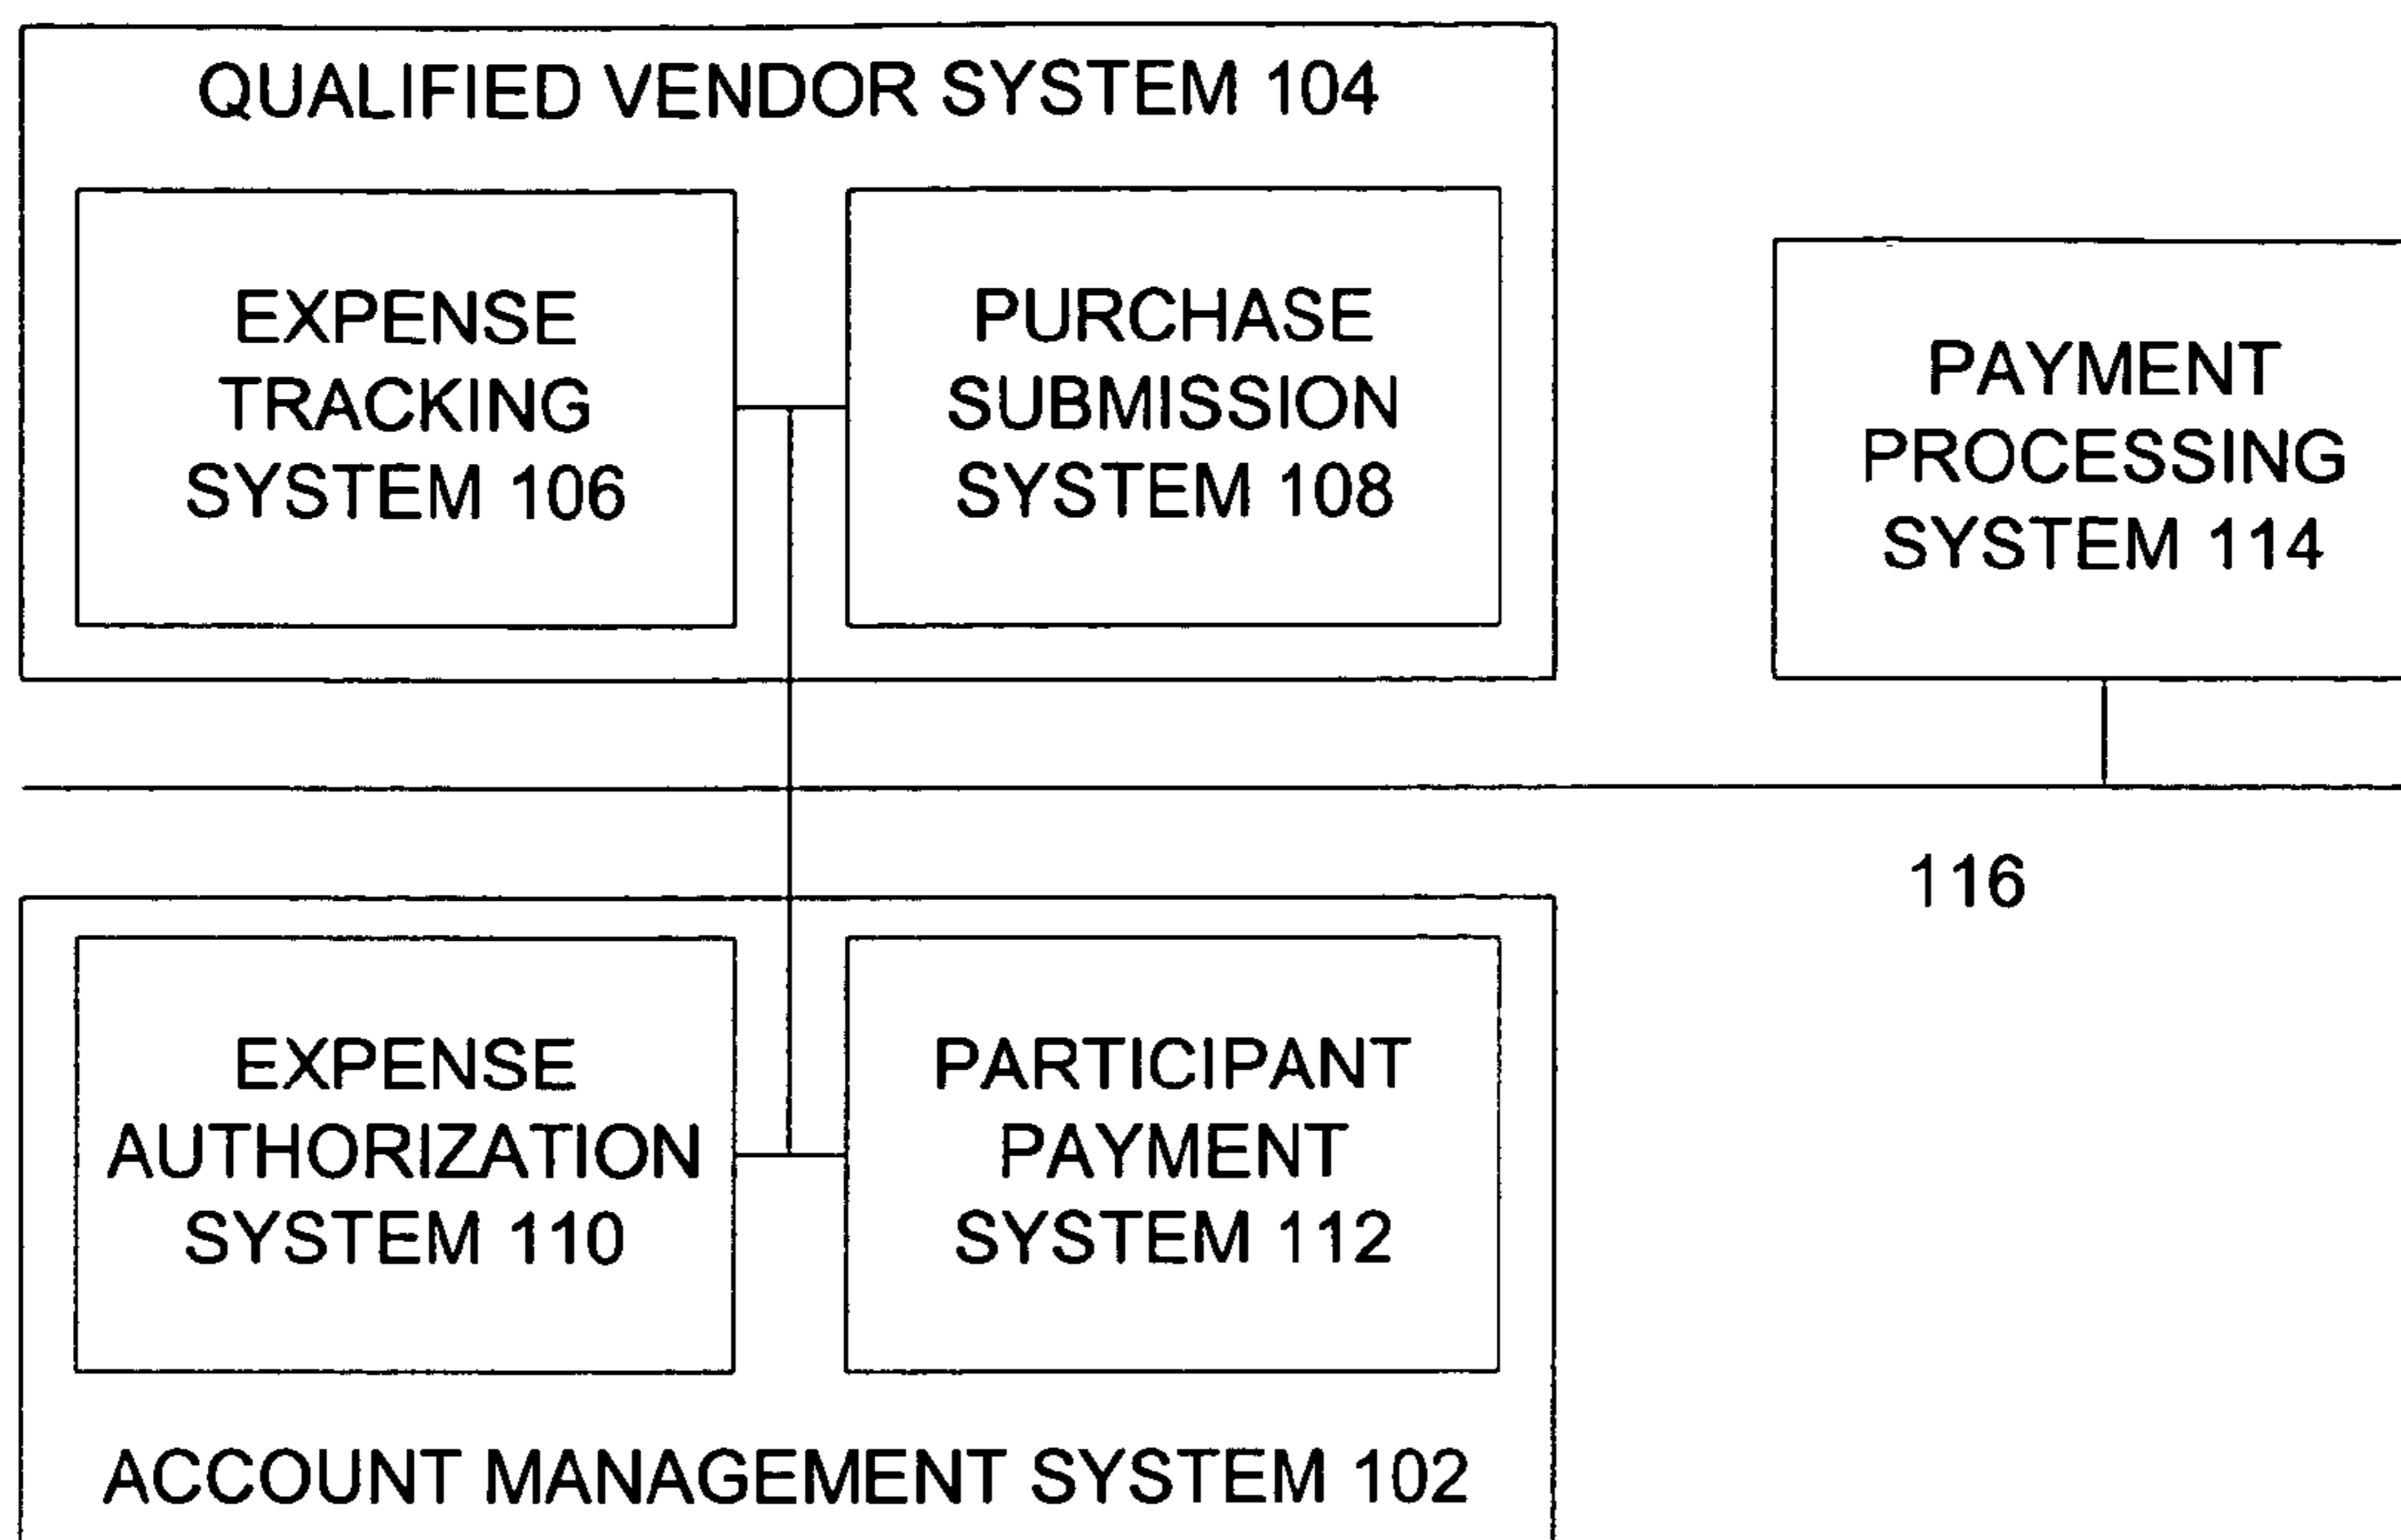 QUALIFIED VENDOR SYSTEM 104
EXPENSE
TRACKING
SYSTEM 106
PURCHASE
SUBMISSION
SYSTEM 108
PAYMENT
PROCESSING
SYSTEM 114
116
EXPENSE
AUTHORIZATION
SYSTEM 110
PARTICIPANT
PAYMENT
SYSTEM 112
ACCOUNT MANAGEMENT SYSTEM 102